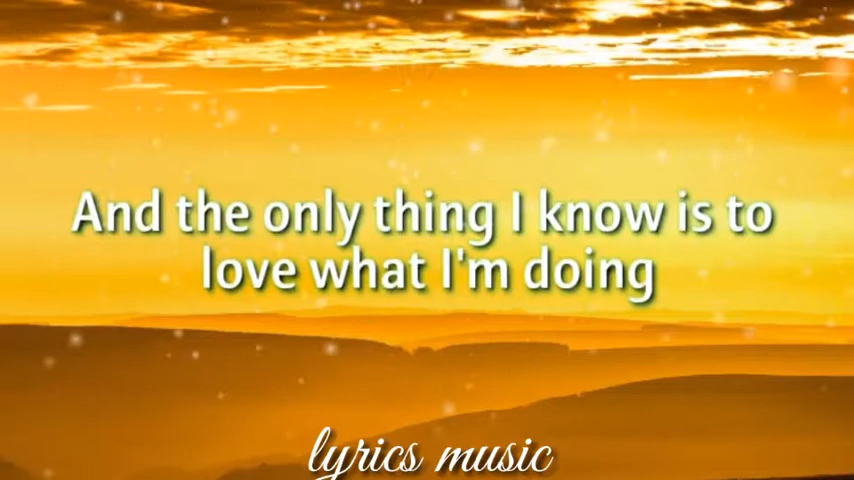 And the only thing I know is to
love what I'm doing
lyrics music